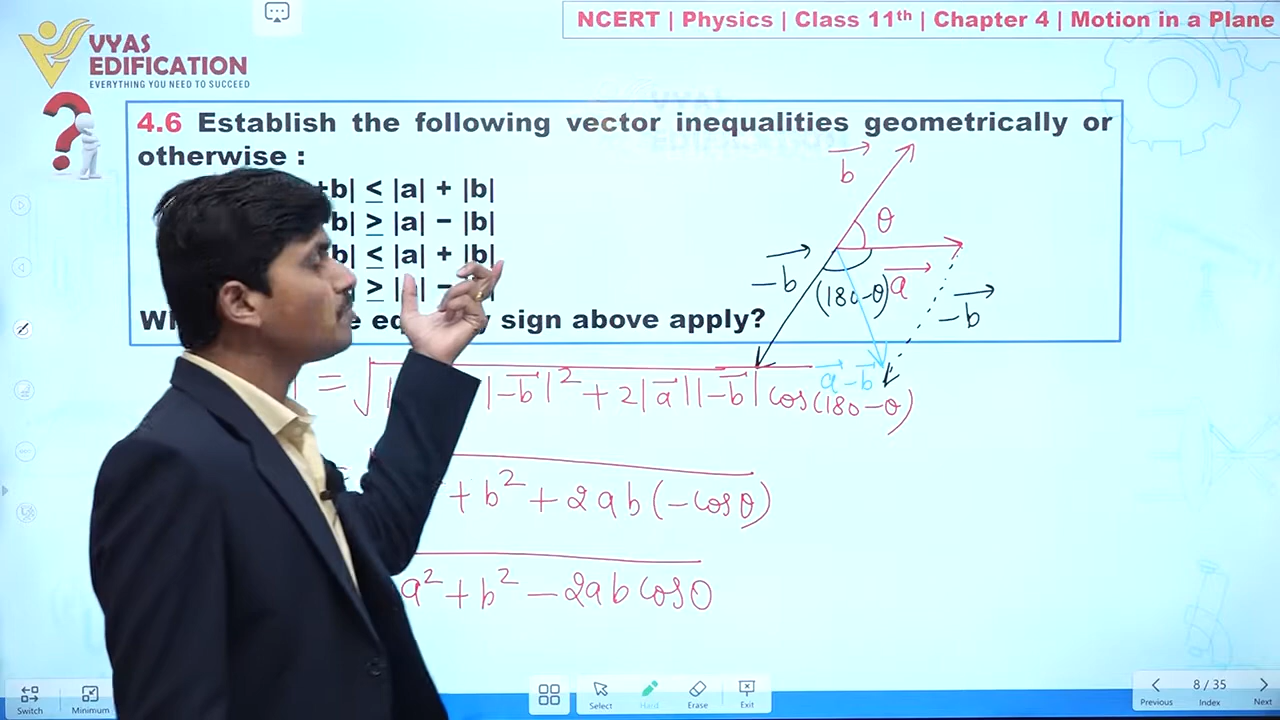 NCERT | Physics | Class 11th | Chapter 4 | Motion in a Plane
VYAS
EDIFICATION
EVERYTHING YOU NEED TO SUCCEED
4.6 Establish the following vector inequalities geometrically or
otherwise :
+b| ≤ |a| + |b|
b| ≥ |a| − |b|
b| ≤ |a| + |b|
≥ | −
e equ sign above apply?
b⃗
θ
−b⃗
(180-θ)
a⃗
−b⃗
a⃗-b⃗
= √ |−b⃗|² + 2|a⃗||−b⃗| cos(180-θ)
+ b² + 2ab(-cosθ)
a² + b² − 2ab cosθ
Switch
Minimum
Select
Hard
Erase
Exit
Previous
8 / 35
Index
Next